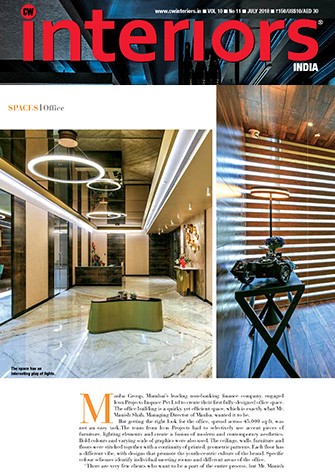 CW
interiors®
INDIA
www.cwinteriors.in ■ VOL 10 ■ No 11 ■ JULY 2018 ■ ₹150/US$10/AED 30
SPACES | Office
The space has an
interesting play of lights.
Manba Group, Mumbai's leading non-banking finance company, engaged
Iova Projects Inspace Pvt Ltd to create their first fully-designed office space.
The office building is a quirky yet efficient space, which is exactly what Mr.
Manish Shah, Managing Director of Manba, wanted it to be.
But getting the right look for the office, spread across 45,000 sq.ft, was
not an easy task. The team from Iova Projects had to selectively use accent pieces of
furniture, lighting elements and create a fusion of modern and contemporary aesthetics.
Bold colours and varying scale of graphics were also used. The ceilings, walls, furniture and
floors were stitched together with continuity of printed, geometric patterns. Each floor has
a different vibe, with designs that promote the youth-centric culture of the brand. Specific
colour schemes identify individual meeting rooms and different areas of the office.
"There are very few clients who want to be a part of the entire process, but Mr. Manish